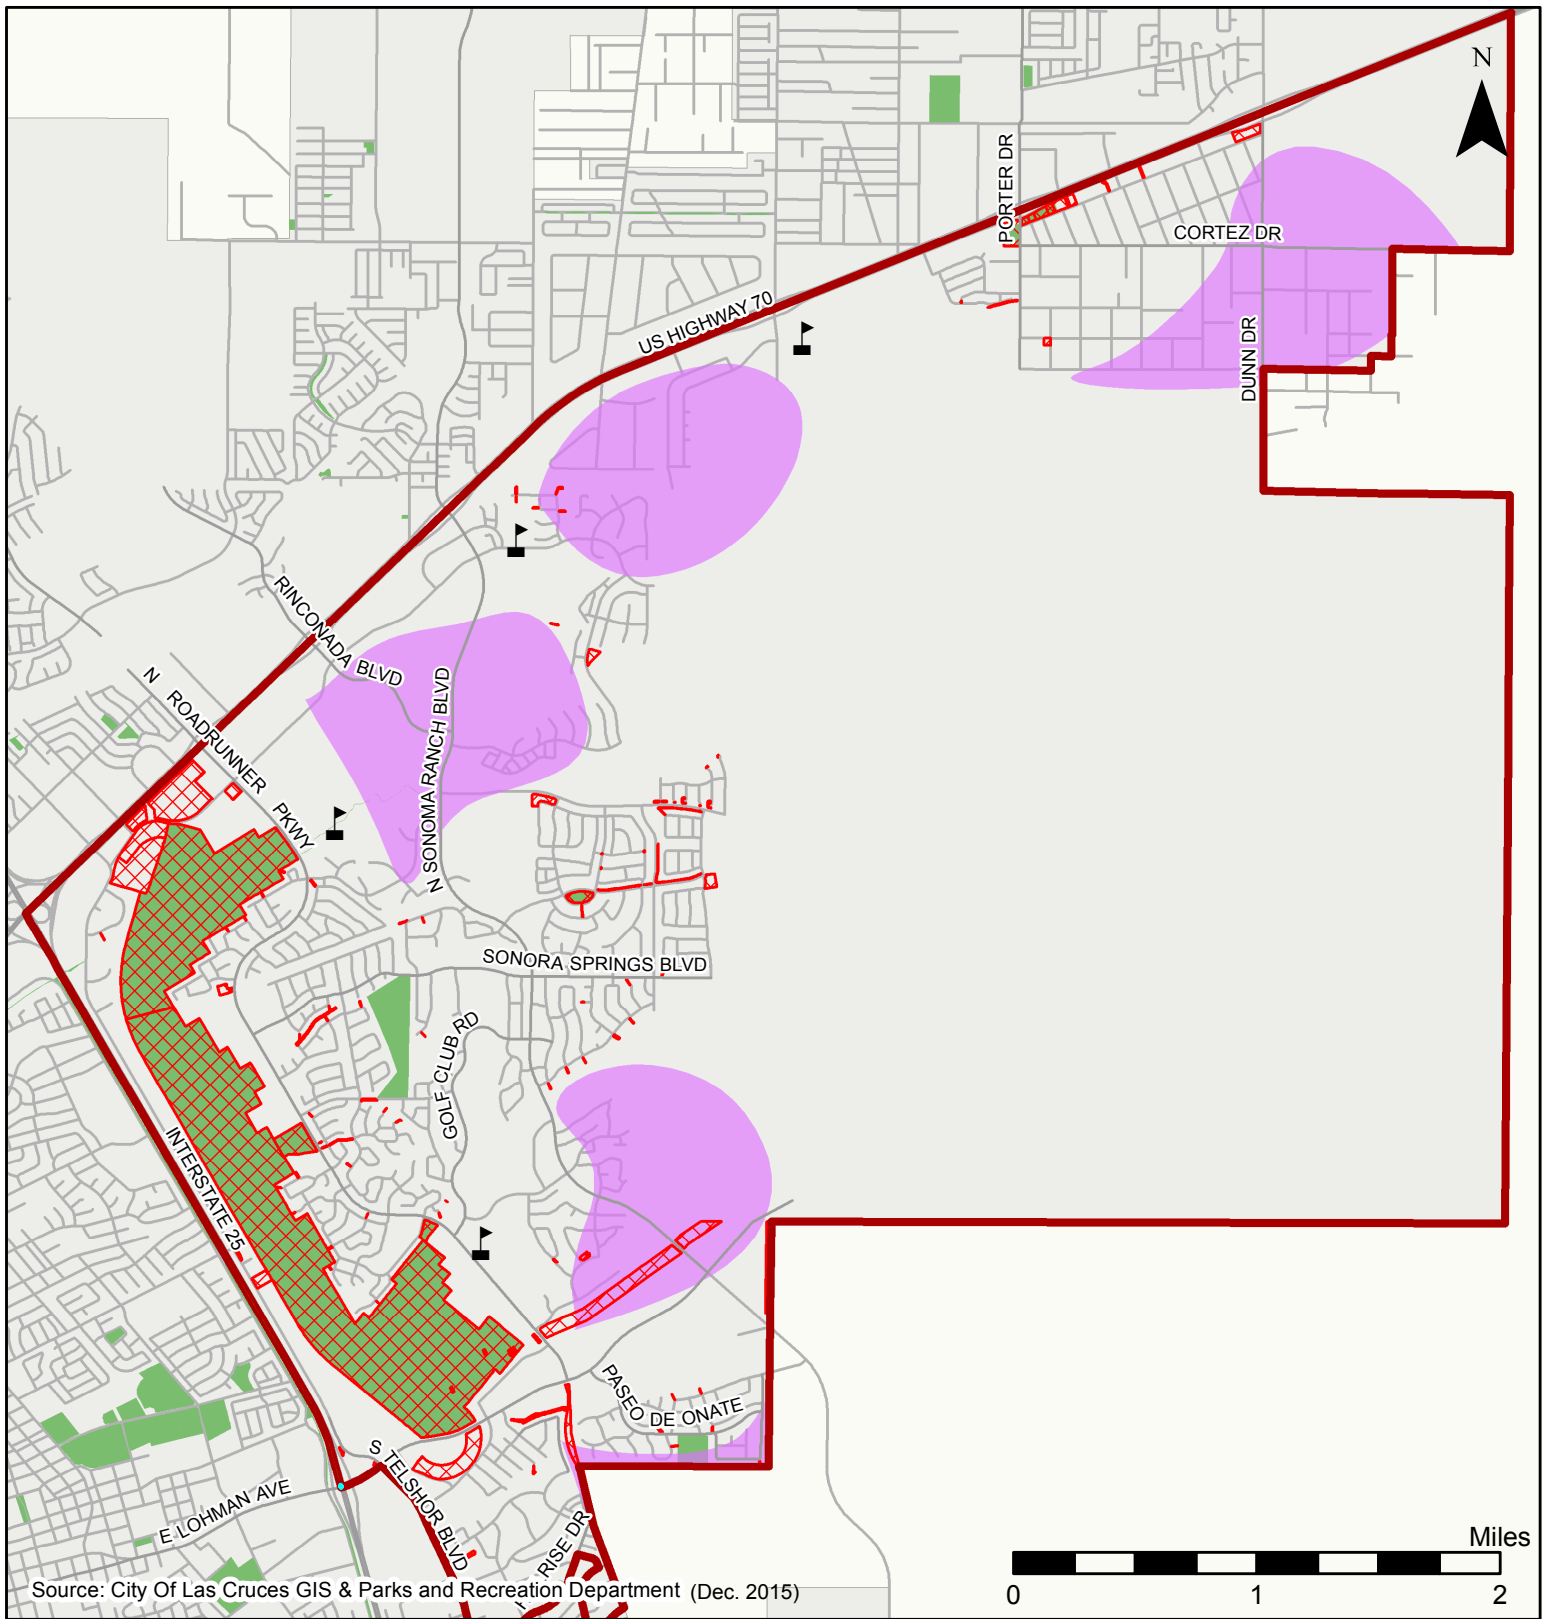 N
PORTER DR
CORTEZ DR
US HIGHWAY 70
DUNN DR
RINCONADA BLVD
N ROADRUNNER PKWY
N SONOMA RANCH BLVD
SONORA SPRINGS BLVD
GOLF CLUB RD
INTERSTATE 25
PASEO DE ONATE
S TELSHOR BLVD
E LOHMAN AVE
RISE DR
Miles
0 1 2
Source: City Of Las Cruces GIS & Parks and Recreation Department (Dec. 2015)